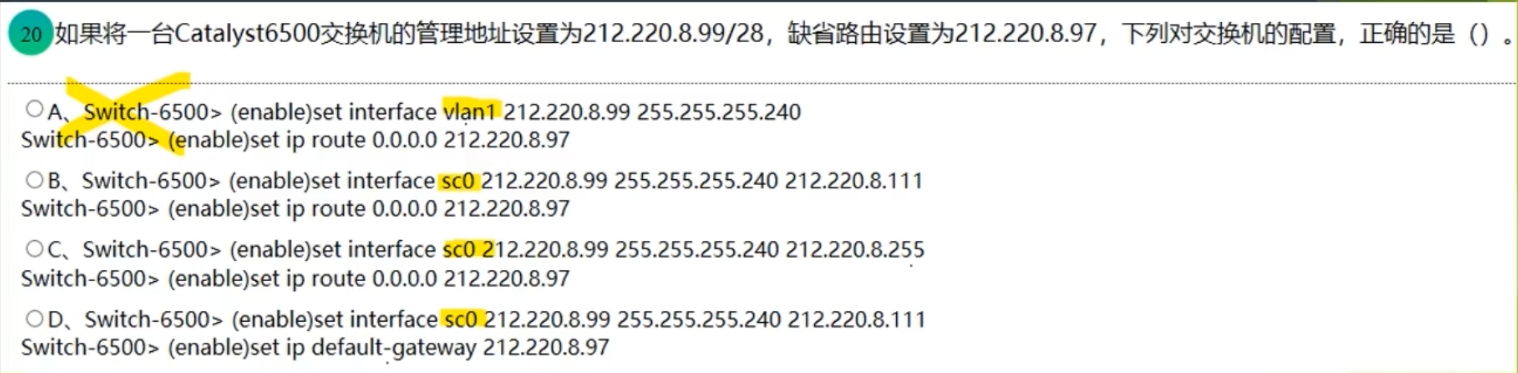 20 如果将一台Catalyst6500交换机的管理地址设置为212.220.8.99/28，缺省路由设置为212.220.8.97，下列对交换机的配置，正确的是（）。
A、Switch-6500> (enable)set interface vlan1 212.220.8.99 255.255.255.240
Switch-6500> (enable)set ip route 0.0.0.0 212.220.8.97
B、Switch-6500> (enable)set interface sc0 212.220.8.99 255.255.255.240 212.220.8.111
Switch-6500> (enable)set ip route 0.0.0.0 212.220.8.97
C、Switch-6500> (enable)set interface sc0 212.220.8.99 255.255.255.240 212.220.8.255
Switch-6500> (enable)set ip route 0.0.0.0 212.220.8.97
D、Switch-6500> (enable)set interface sc0 212.220.8.99 255.255.255.240 212.220.8.111
Switch-6500> (enable)set ip default-gateway 212.220.8.97